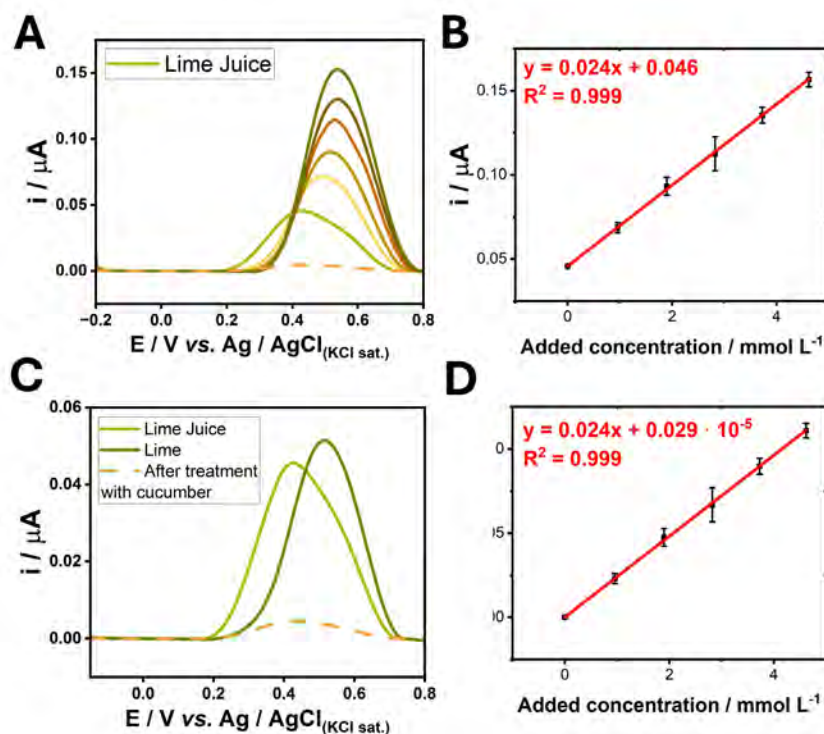 A
Lime Juice
0.15
0.10
0.05
0.00
i / µA
−0.2 0.0 0.2 0.4 0.6 0.8
E / V vs. Ag / AgCl(KCl sat.)
B
y = 0.024x + 0.046
R² = 0.999
0.15
0.10
0.05
i / µA
0 2 4
Added concentration / mmol L⁻¹
C
Lime Juice
Lime
After treatment
with cucumber
0.06
0.04
0.02
0.00
i / µA
0.0 0.2 0.4 0.6 0.8
E / V vs. Ag / AgCl(KCl sat.)
D
y = 0.024x + 0.029 · 10⁻⁵
R² = 0.999
0
05
00
0 2 4
Added concentration / mmol L⁻¹